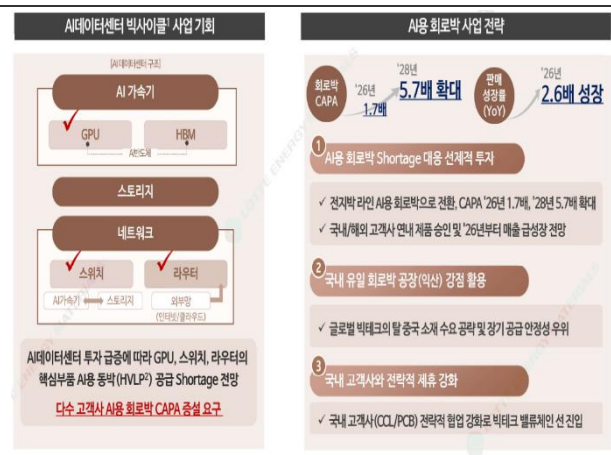 AI데이터센터 빅사이클¹ 사업 기회
[AI 데이터센터 구조]
AI 가속기
GPU
HBM
AI반도체
스토리지
네트워크
스위치
라우터
AI가속기
스토리지
외부망
(인터넷/클라우드)
AI데이터센터 투자 급증에 따라 GPU, 스위치, 라우터의
핵심부품 AI용 동박(HVLP²) 공급 Shortage 전망
다수 고객사 AI용 회로박 CAPA 증설 요구
AI용 회로박 사업 전략
회로박
CAPA
'26년
1.7배
'28년
5.7배 확대
판매
성장률
(YoY)
'26년
2.6배 성장
1
AI용 회로박 Shortage 대응 선제적 투자
✓ 전지박 라인 AI용 회로박으로 전환, CAPA '26년 1.7배, '28년 5.7배 확대
✓ 국내/해외 고객사 연내 제품 승인 및 '26년부터 매출 급성장 전망
2
국내 유일 회로박 공장(익산) 강점 활용
✓ 글로벌 빅테크의 탈 중국 소재 수요 공략 및 장기 공급 안정성 우위
3
국내 고객사와 전략적 제휴 강화
✓ 국내 고객사(CCL/PCB) 전략적 협업 강화로 빅테크 밸류체인 선 진입